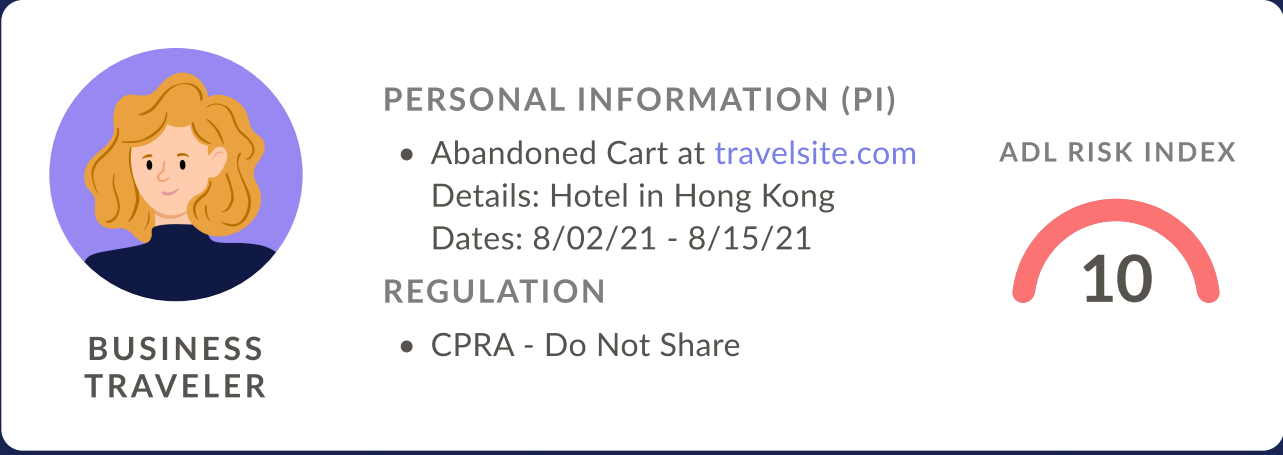 PERSONAL INFORMATION (PI)
• Abandoned Cart at travelsite.com
Details: Hotel in Hong Kong
Dates: 8/02/21 - 8/15/21
REGULATION
• CPRA - Do Not Share
BUSINESS
TRAVELER
ADL RISK INDEX
10